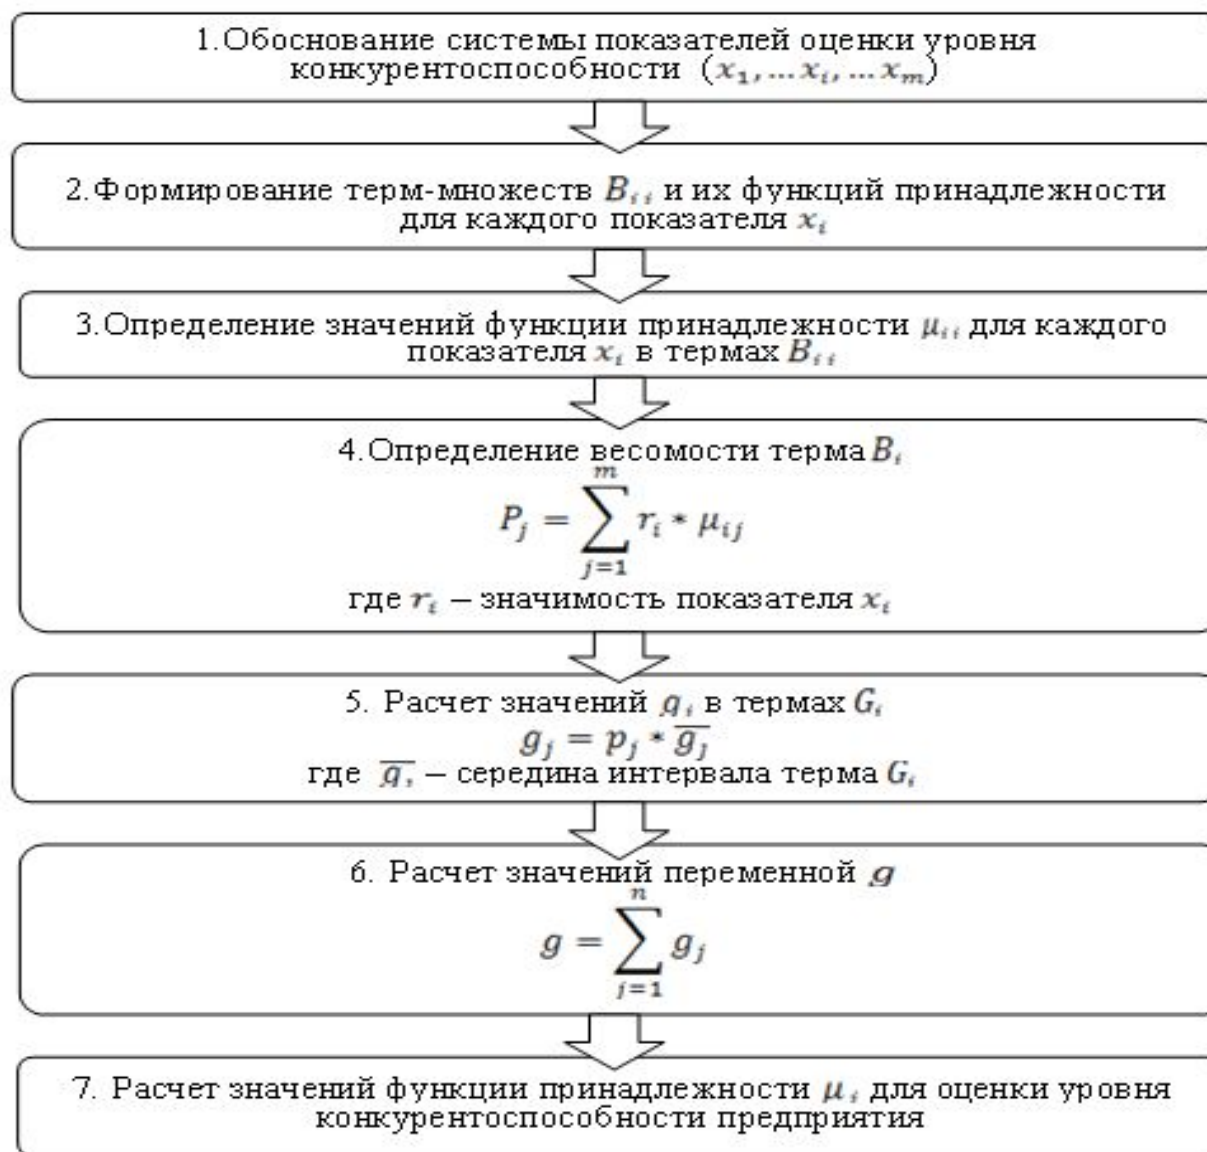 1.Обоснование системы показателей оценки уровня
конкурентоспособности (x₁, … xᵢ, … xₘ)
2.Формирование терм-множеств Bᵢᵢ и их функций принадлежности
для каждого показателя xᵢ
3.Определение значений функции принадлежности μᵢᵢ для каждого
показателя xᵢ в термах Bᵢᵢ
4.Определение весомости терма Bᵢ
m
Pⱼ = ∑ rᵢ * μᵢⱼ
j=1
где rᵢ – значимость показателя xᵢ
5. Расчет значений gᵢ в термах Gᵢ
gⱼ = pⱼ * g̅ⱼ
где g̅ᵢ – середина интервала терма Gᵢ
6. Расчет значений переменной g
n
g = ∑ gⱼ
j=1
7. Расчет значений функции принадлежности μᵢ для оценки уровня
конкурентоспособности предприятия